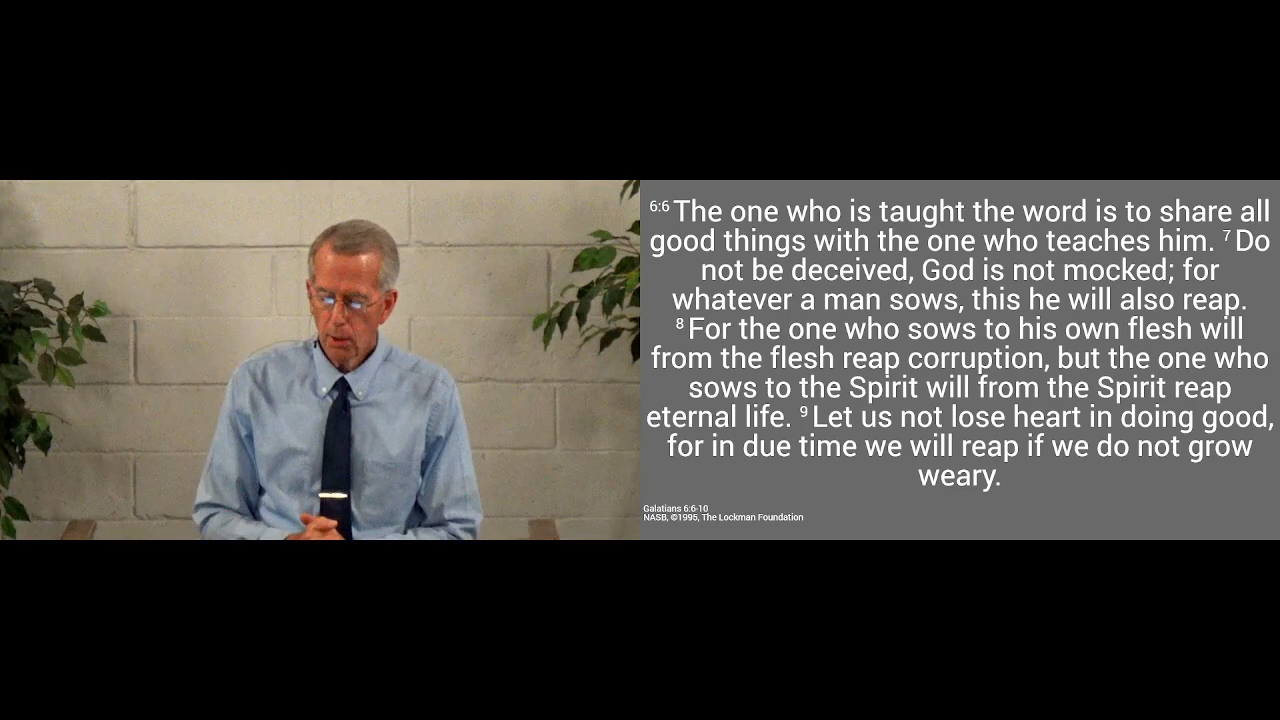 6:6 The one who is taught the word is to share all
good things with the one who teaches him. 7 Do
not be deceived, God is not mocked; for
whatever a man sows, this he will also reap.
8 For the one who sows to his own flesh will
from the flesh reap corruption, but the one who
sows to the Spirit will from the Spirit reap
eternal life. 9 Let us not lose heart in doing good,
for in due time we will reap if we do not grow
weary.
Galatians 6:6-10
NASB, ©1995, The Lockman Foundation